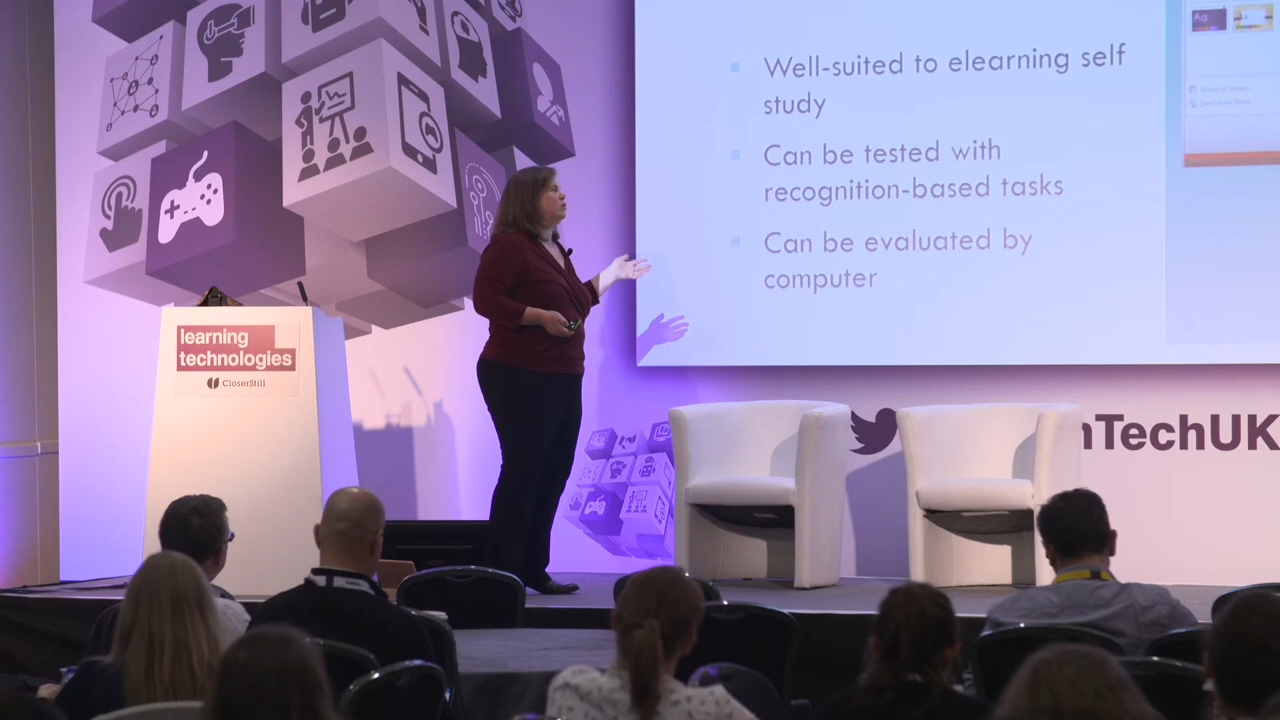 Well-suited to elearning self
study
Can be tested with
recognition-based tasks
Can be evaluated by
computer
Aa
learning
technologies
CloserStill
nTechUK